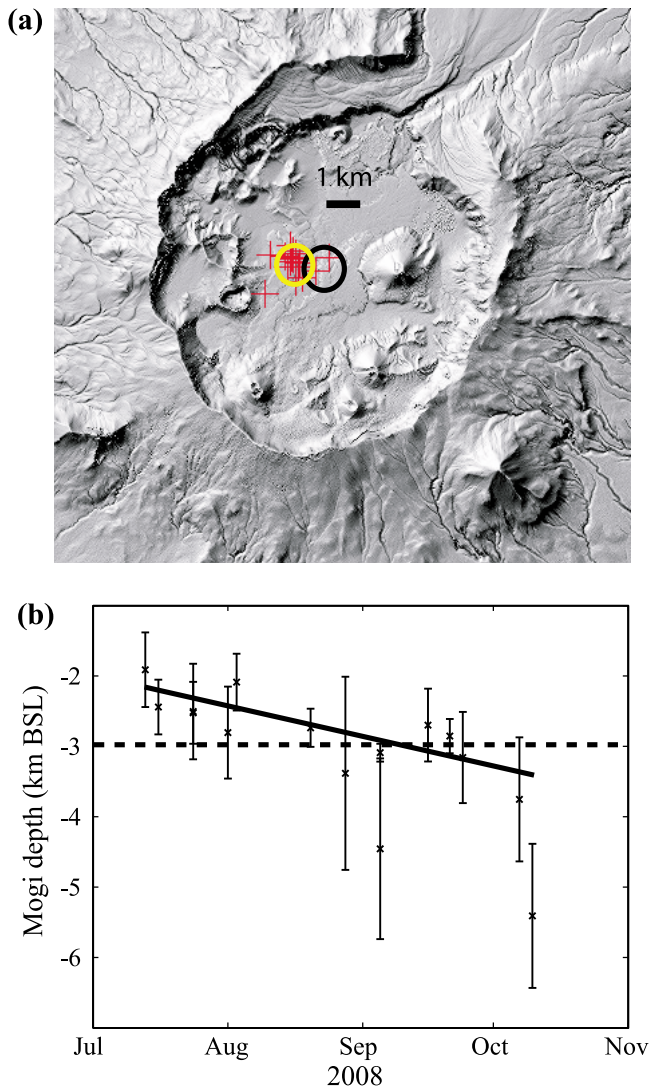 (a)
1 km
(b)
-2
-3
-4
-5
-6
Mogi depth (km BSL)
Jul Aug Sep Oct Nov
2008